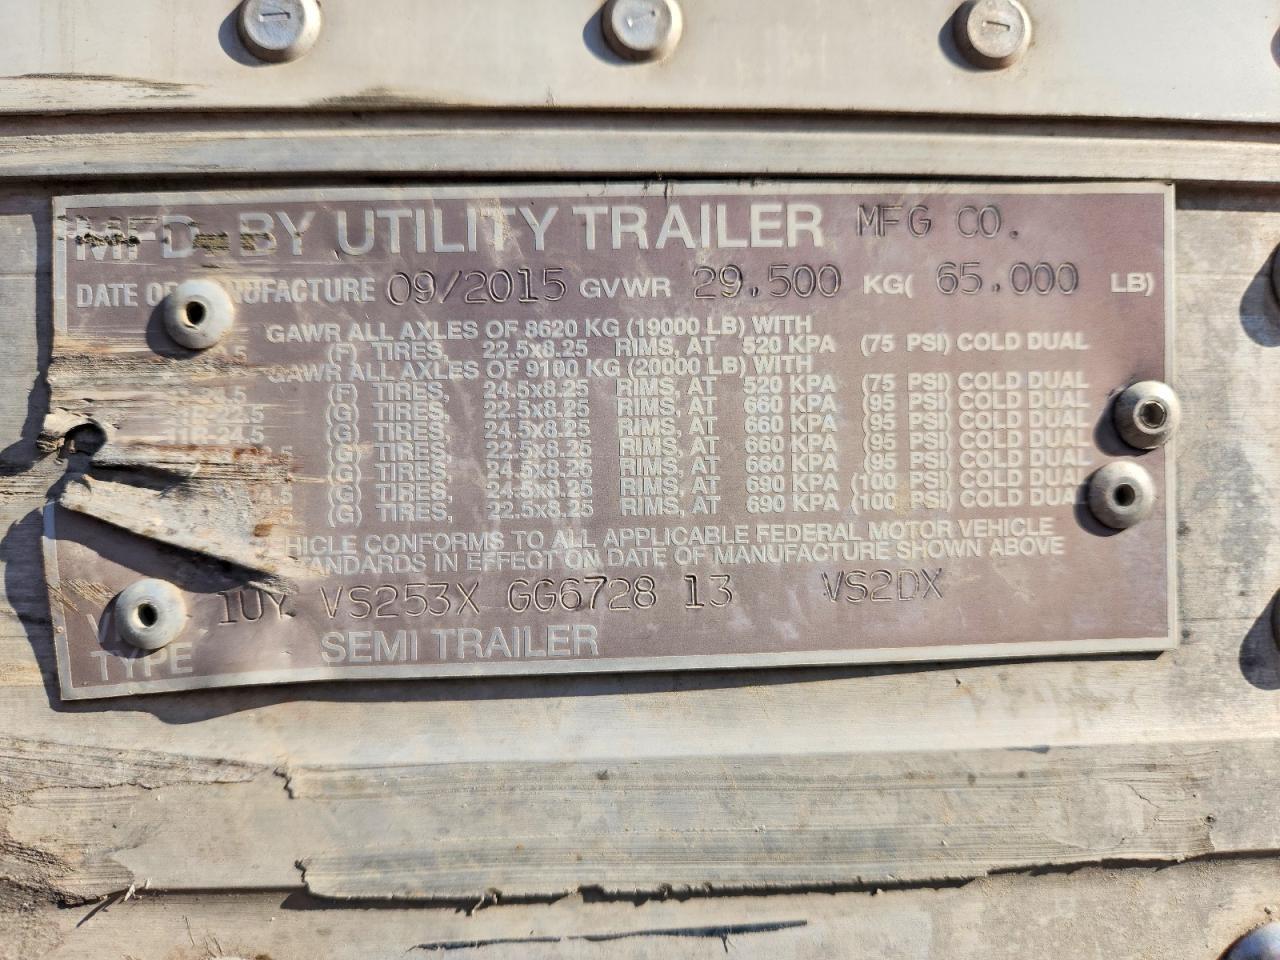 MFD. BY UTILITY TRAILER MFG CO.
DATE OF MANUFACTURE 09/2015 GVWR 29,500 KG( 65,000 LB)
GAWR ALL AXLES OF 8620 KG (19000 LB) WITH
(F) TIRES, 22.5x8.25 RIMS, AT 520 KPA (75 PSI) COLD DUAL
GAWR ALL AXLES OF 9100 KG (20000 LB) WITH
(F) TIRES, 24.5x8.25 RIMS, AT 520 KPA (75 PSI) COLD DUAL
(G) TIRES, 22.5x8.25 RIMS, AT 660 KPA (95 PSI) COLD DUAL
(G) TIRES, 24.5x8.25 RIMS, AT 660 KPA (95 PSI) COLD DUAL
(G) TIRES, 22.5x8.25 RIMS, AT 660 KPA (95 PSI) COLD DUAL
(G) TIRES, 24.5x8.25 RIMS, AT 660 KPA (95 PSI) COLD DUAL
(G) TIRES, 24.5x8.25 RIMS, AT 690 KPA (100 PSI) COLD DUAL
(G) TIRES, 22.5x8.25 RIMS, AT 690 KPA (100 PSI) COLD DUAL
HICLE CONFORMS TO ALL APPLICABLE FEDERAL MOTOR VEHICLE
ANDARDS IN EFFECT ON DATE OF MANUFACTURE SHOWN ABOVE
1UY VS253X GG6728 13 VS2DX
TYPE SEMI TRAILER